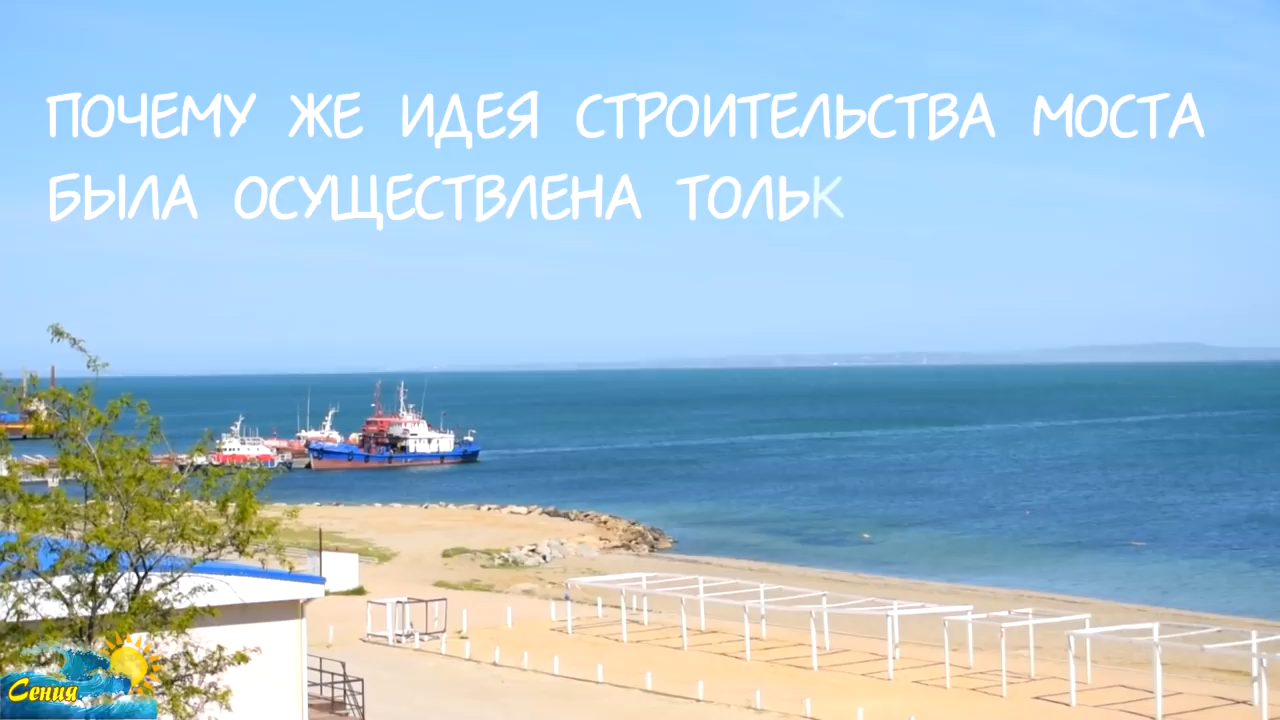 ПОЧЕМУ ЖЕ ИДЕЯ СТРОИТЕЛЬСТВА МОСТА
БЫЛА ОСУЩЕСТВЛЕНА ТОЛЬК
Сения